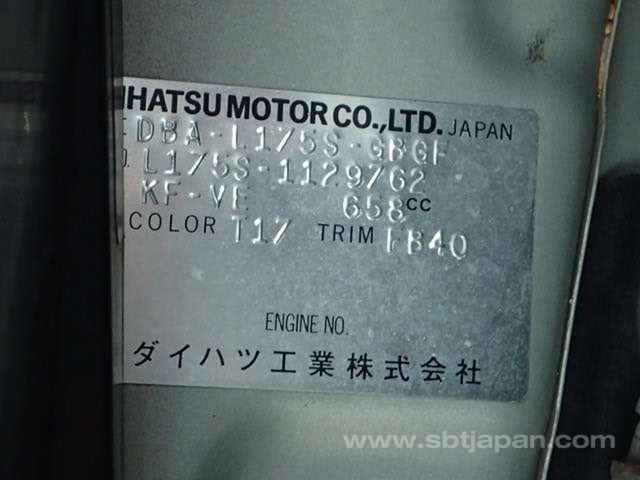 IHATSU MOTOR CO., LTD. JAPAN
DBA-L175S-GBGF
L175S-1129762
KF-VE 658CC
COLOR T17 TRIM FB40
ENGINE NO.
ダイハツ工業株式会社
www.sbtjapan.com